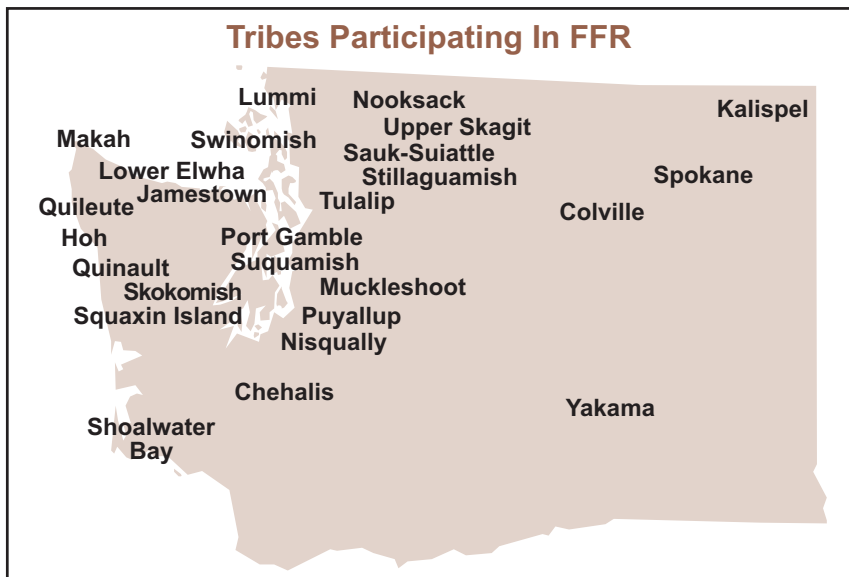 Tribes Participating In FFR
Lummi
Nooksack
Kalispel
Upper Skagit
Makah
Swinomish
Sauk-Suiattle
Lower Elwha
Stillaguamish
Spokane
Jamestown
Tulalip
Quileute
Colville
Hoh
Port Gamble
Suquamish
Quinault
Muckleshoot
Skokomish
Squaxin Island
Puyallup
Nisqually
Chehalis
Yakama
Shoalwater
Bay